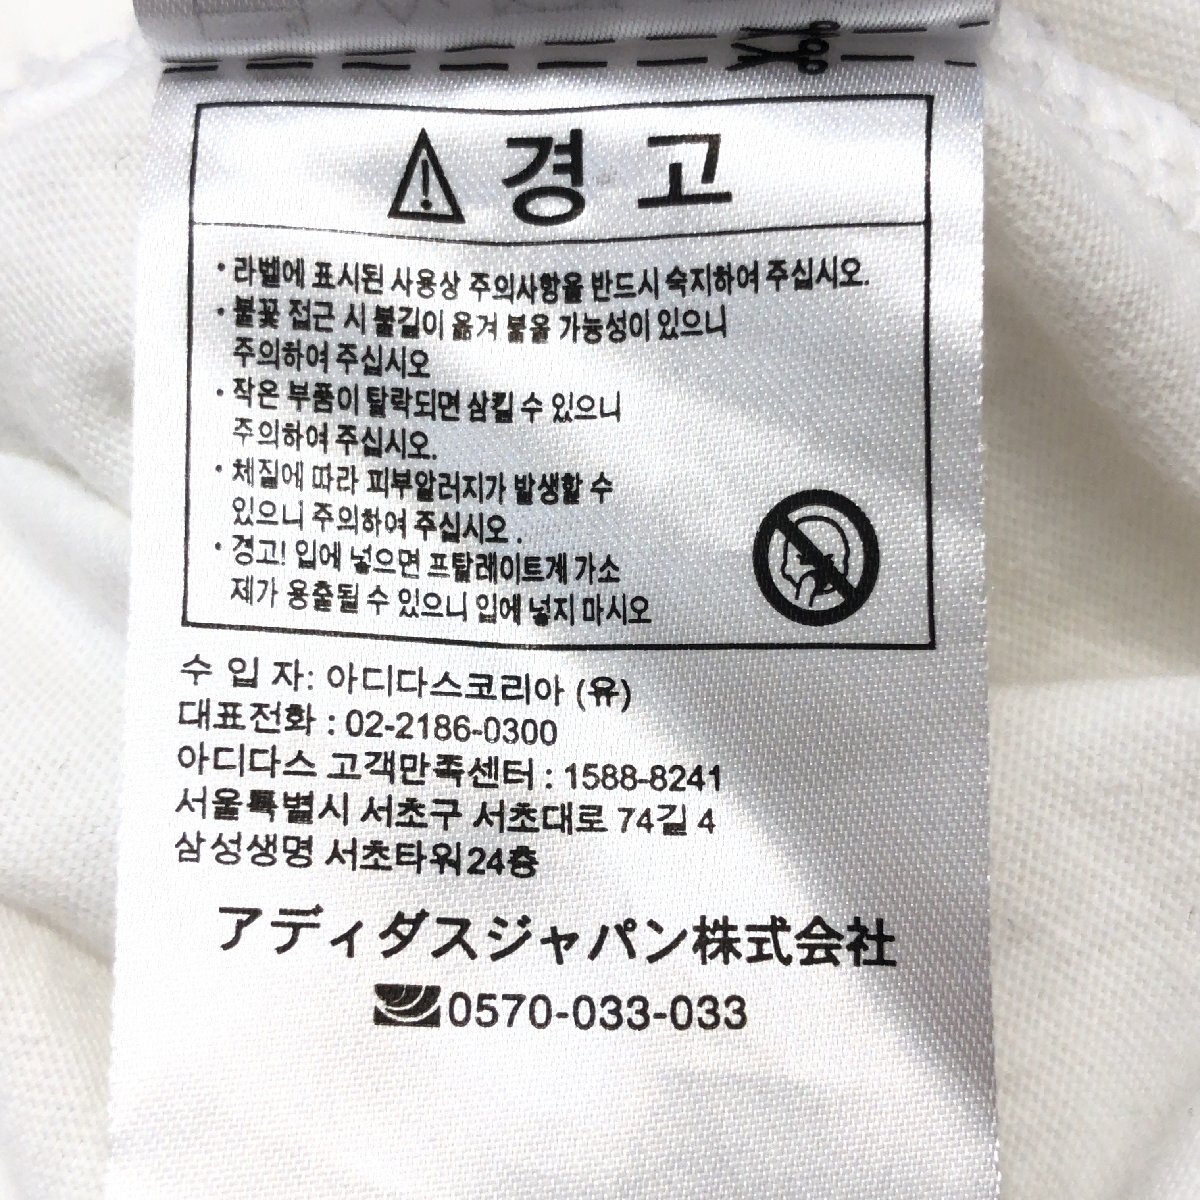 경 고
• 라벨에 표시된 사용상 주의사항을 반드시 숙지하여 주십시오.
• 불꽃 접근 시 불길이 옮겨 붙을 가능성이 있으니
주의하여 주십시오
• 작은 부품이 탈락되면 삼킬 수 있으니
주의하여 주십시오.
• 체질에 따라 피부알러지가 발생할 수
있으니 주의하여 주십시오 .
• 경고! 입에 넣으면 프탈레이트계 가소
제가 용출될 수 있으니 입에 넣지 마시오
수 입 자: 아디다스코리아 (유)
대표전화 : 02-2186-0300
아디다스 고객만족센터 : 1588-8241
서울특별시 서초구 서초대로 74길 4
삼성생명 서초타워24층
アディダスジャパン株式会社
0570-033-033